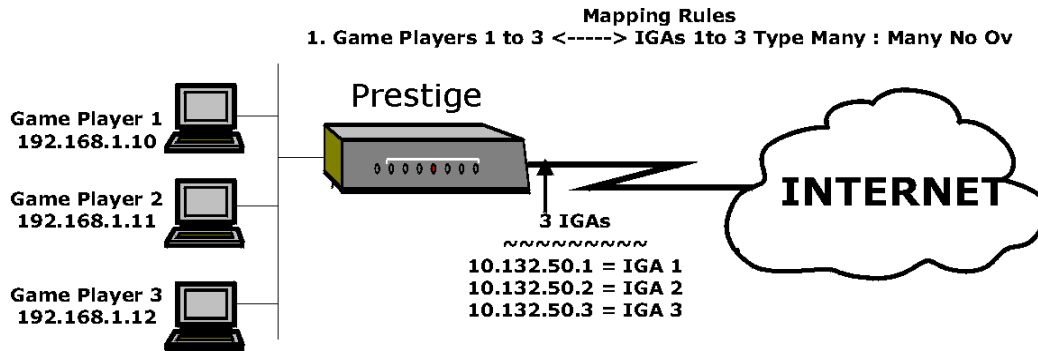 Mapping Rules
1. Game Players 1 to 3 <-----> IGAs 1to 3 Type Many : Many No Ov
Prestige
Game Player 1
192.168.1.10
Game Player 2
192.168.1.11
Game Player 3
192.168.1.12
INTERNET
3 IGAs
~~~~~~~~~
10.132.50.1 = IGA 1
10.132.50.2 = IGA 2
10.132.50.3 = IGA 3